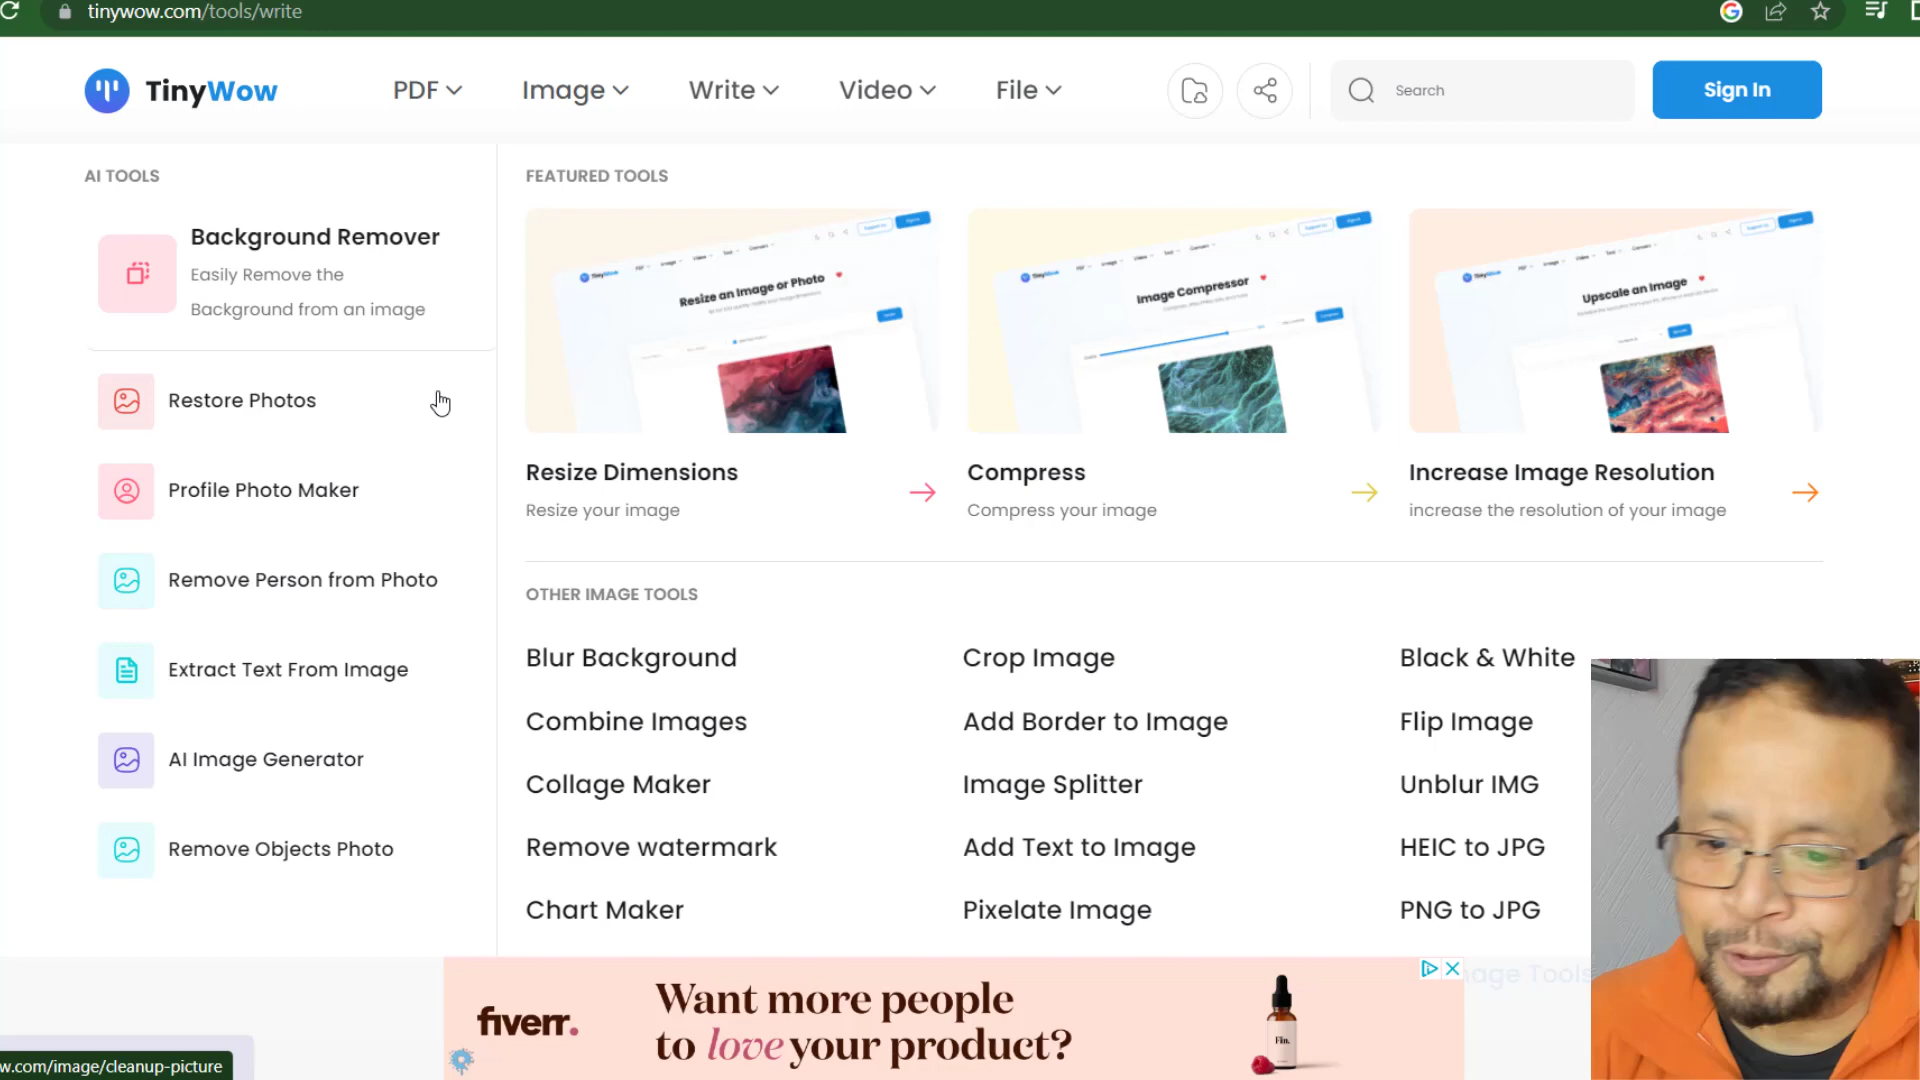 tinywow.com/tools/write
TinyWow
PDF
Image
Write
Video
File
Search
Sign In
AI TOOLS
Background Remover
Easily Remove the
Background from an image
Restore Photos
Profile Photo Maker
Remove Person from Photo
Extract Text From Image
AI Image Generator
Remove Objects Photo
FEATURED TOOLS
TinyWow
Resize an Image or Photo
TinyWow
Image Compressor
TinyWow
Upscale an Image
Resize Dimensions
Resize your image
Compress
Compress your image
Increase Image Resolution
increase the resolution of your image
OTHER IMAGE TOOLS
Blur Background
Crop Image
Black & White
Combine Images
Add Border to Image
Flip Image
Collage Maker
Image Splitter
Unblur IMG
Remove watermark
Add Text to Image
HEIC to JPG
Chart Maker
Pixelate Image
PNG to JPG
mage Tools
fiverr.
Want more people
to love your product?
Fin.
w.com/image/cleanup-picture